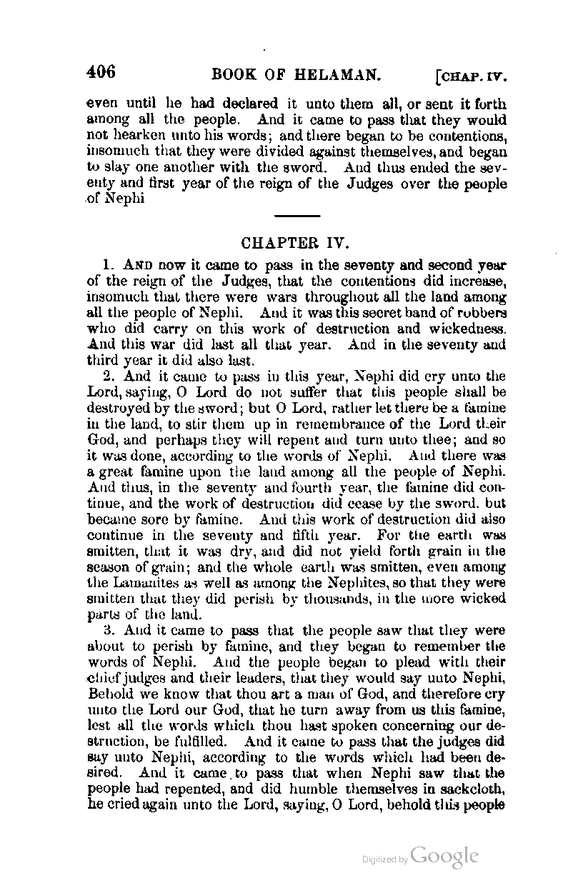 406 BOOK OF HELAMAN. [CHAP. IV.
even until he had declared it unto them all, or sent it forth
among all the people. And it came to pass that they would
not hearken unto his words; and there began to be contentions,
insomuch that they were divided against themselves, and began
to slay one another with the sword. And thus ended the sev-
enty and first year of the reign of the Judges over the people
of Nephi
CHAPTER IV.
1. AND now it came to pass in the seventy and second year
of the reign of the Judges, that the contentions did increase,
insomuch that there were wars throughout all the land among
all the people of Nephi. And it was this secret band of robbers
who did carry on this work of destruction and wickedness.
And this war did last all that year. And in the seventy and
third year it did also last.
2. And it came to pass in this year, Nephi did cry unto the
Lord, saying, O Lord do not suffer that this people shall be
destroyed by the sword; but O Lord, rather let there be a famine
in the land, to stir them up in remembrance of the Lord their
God, and perhaps they will repent and turn unto thee; and so
it was done, according to the words of Nephi. And there was
a great famine upon the land among all the people of Nephi.
And thus, in the seventy and fourth year, the famine did con-
tinue, and the work of destruction did cease by the sword. but
became sore by famine. And this work of destruction did also
continue in the seventy and fifth year. For the earth was
smitten, that it was dry, and did not yield forth grain in the
season of grain; and the whole earth was smitten, even among
the Lamanites as well as among the Nephites, so that they were
smitten that they did perish by thousands, in the more wicked
parts of the land.
3. And it came to pass that the people saw that they were
about to perish by famine, and they began to remember the
words of Nephi. And the people began to plead with their
chief judges and their leaders, that they would say unto Nephi,
Behold we know that thou art a man of God, and therefore cry
unto the Lord our God, that he turn away from us this famine,
lest all the words which thou hast spoken concerning our de-
struction, be fulfilled. And it came to pass that the judges did
say unto Nephi, according to the words which had been de-
sired. And it came to pass that when Nephi saw that the
people had repented, and did humble themselves in sackcloth,
he cried again unto the Lord, saying, O Lord, behold this people
Digitized by Google